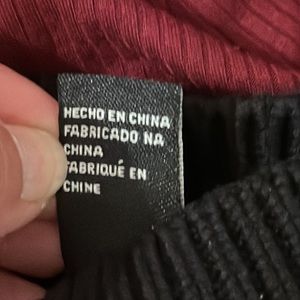 HECHO EN CHINA
FABRICADO NA
CHINA
FABRIQUÉ EN
CHINE